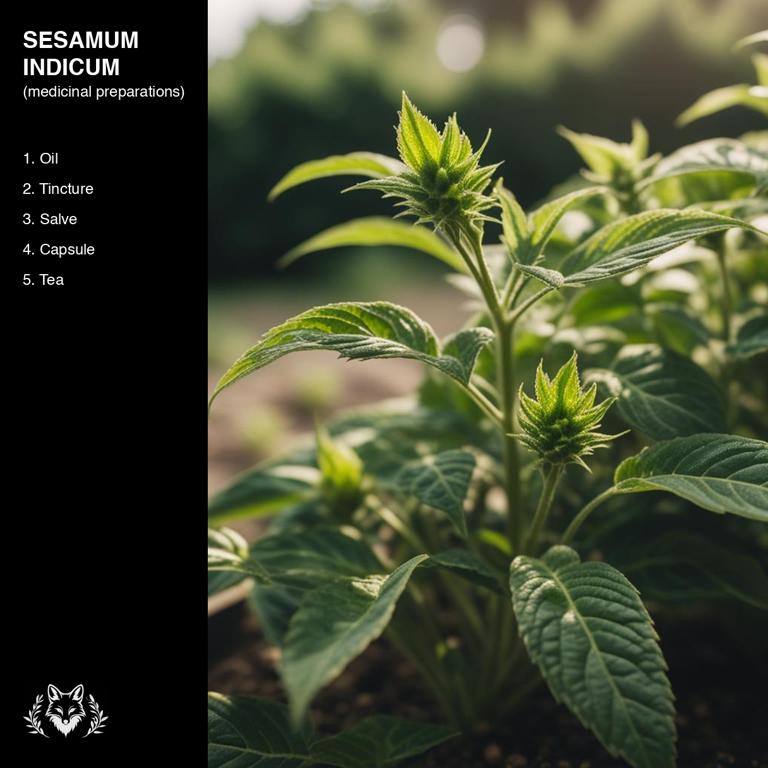 SESAMUM
INDICUM
(medicinal preparations)
1. Oil
2. Tincture
3. Salve
4. Capsule
5. Tea